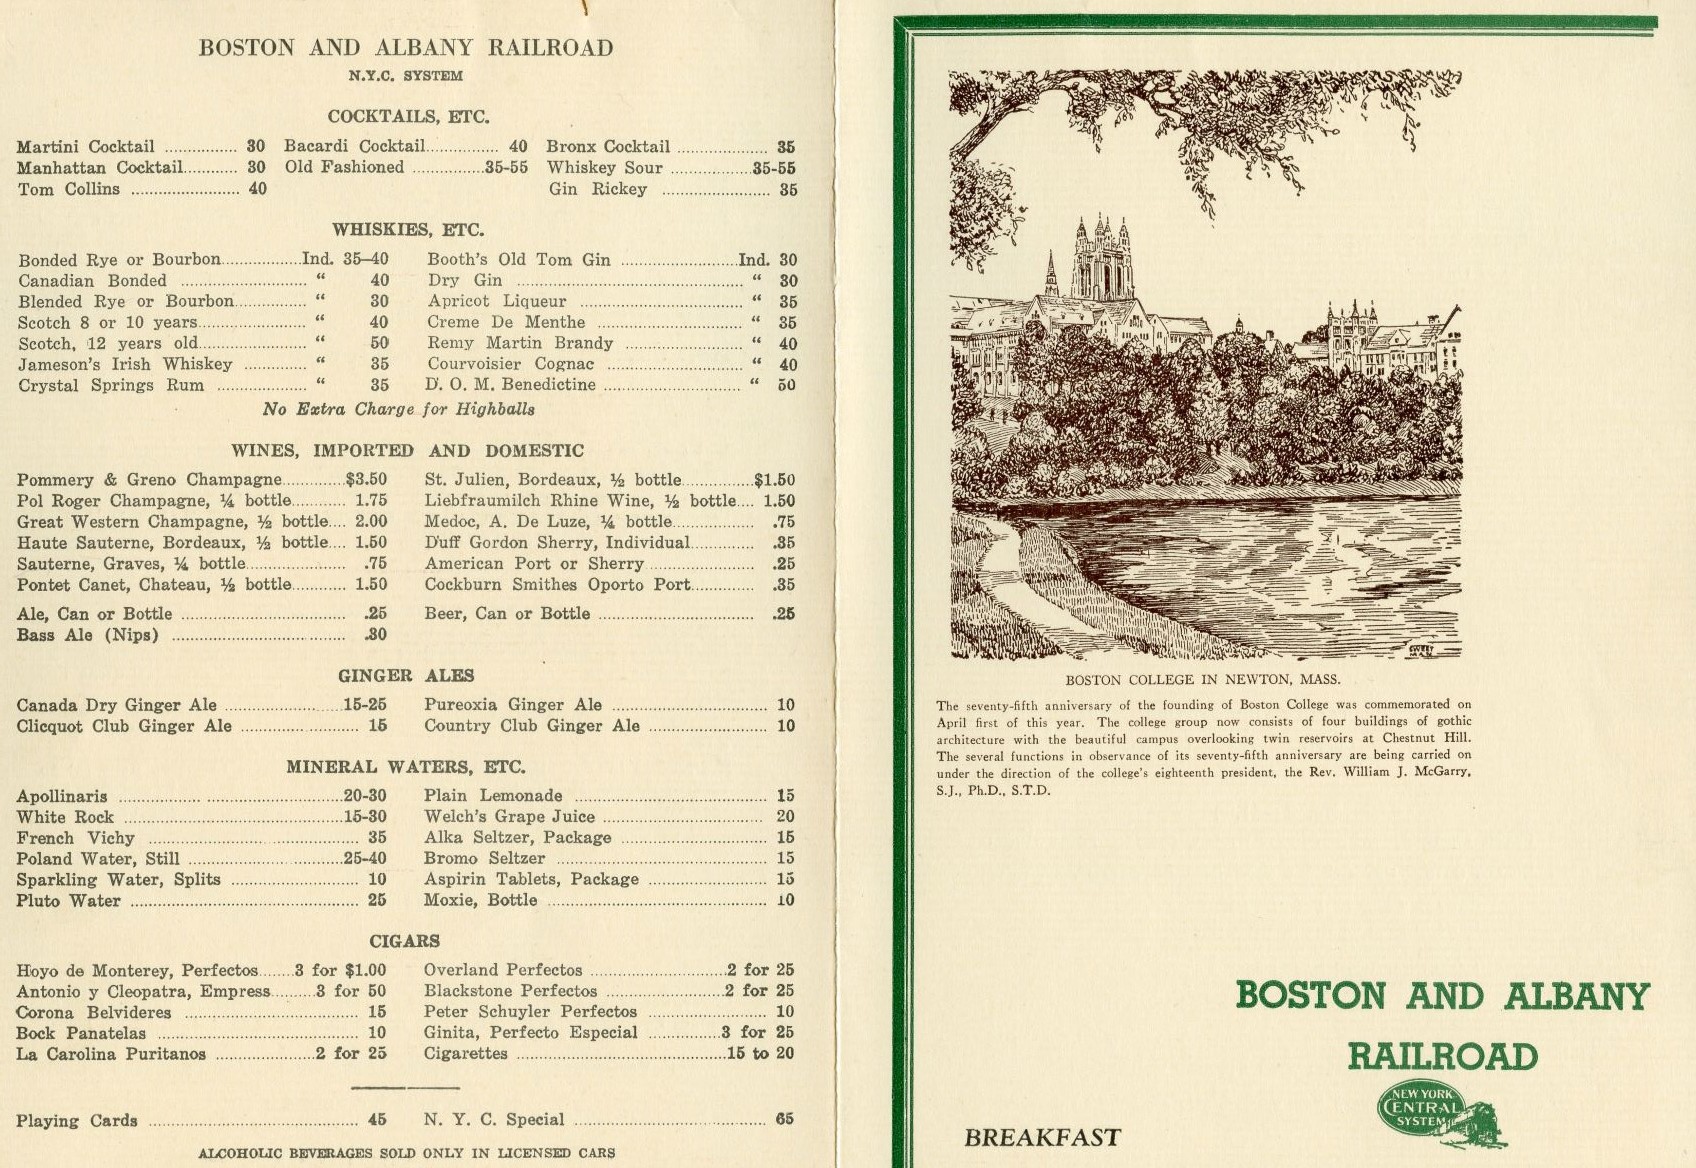 BOSTON AND ALBANY RAILROAD
N.Y.C. SYSTEM
COCKTAILS, ETC.
Martini Cocktail 30 Bacardi Cocktail 40 Bronx Cocktail 35
Manhattan Cocktail 30 Old Fashioned 35-55 Whiskey Sour 35-55
Tom Collins 40 Gin Rickey 35
WHISKIES, ETC.
Bonded Rye or Bourbon Ind. 35–40 Booth's Old Tom Gin Ind. 30
Canadian Bonded " 40 Dry Gin " 30
Blended Rye or Bourbon " 30 Apricot Liqueur " 35
Scotch 8 or 10 years " 40 Creme De Menthe " 35
Scotch, 12 years old " 50 Remy Martin Brandy " 40
Jameson's Irish Whiskey " 35 Courvoisier Cognac " 40
Crystal Springs Rum " 35 D. O. M. Benedictine " 50
No Extra Charge for Highballs
WINES, IMPORTED AND DOMESTIC
Pommery & Greno Champagne $3.50 St. Julien, Bordeaux, ½ bottle $1.50
Pol Roger Champagne, ¼ bottle 1.75 Liebfraumilch Rhine Wine, ½ bottle 1.50
Great Western Champagne, ½ bottle 2.00 Medoc, A. De Luze, ¼ bottle .75
Haute Sauterne, Bordeaux, ½ bottle 1.50 Duff Gordon Sherry, Individual .35
Sauterne, Graves, ¼ bottle .75 American Port or Sherry .25
Pontet Canet, Chateau, ½ bottle 1.50 Cockburn Smithes Oporto Port .35
Ale, Can or Bottle .25 Beer, Can or Bottle .25
Bass Ale (Nips) .30
GINGER ALES
Canada Dry Ginger Ale 15-25 Pureoxia Ginger Ale 10
Clicquot Club Ginger Ale 15 Country Club Ginger Ale 10
MINERAL WATERS, ETC.
Apollinaris 20-30 Plain Lemonade 15
White Rock 15-30 Welch's Grape Juice 20
French Vichy 35 Alka Seltzer, Package 15
Poland Water, Still 25-40 Bromo Seltzer 15
Sparkling Water, Splits 10 Aspirin Tablets, Package 15
Pluto Water 25 Moxie, Bottle 10
CIGARS
Hoyo de Monterey, Perfectos 3 for $1.00 Overland Perfectos 2 for 25
Antonio y Cleopatra, Empress 3 for 50 Blackstone Perfectos 2 for 25
Corona Belvideres 15 Peter Schuyler Perfectos 10
Bock Panatelas 10 Ginita, Perfecto Especial 3 for 25
La Carolina Puritanos 2 for 25 Cigarettes 15 to 20
Playing Cards 45 N. Y. C. Special 65
ALCOHOLIC BEVERAGES SOLD ONLY IN LICENSED CARS
SWEET
MAN
BOSTON COLLEGE IN NEWTON, MASS.
The seventy-fifth anniversary of the founding of Boston College was commemorated on
April first of this year. The college group now consists of four buildings of gothic
architecture with the beautiful campus overlooking twin reservoirs at Chestnut Hill.
The several functions in observance of its seventy-fifth anniversary are being carried on
under the direction of the college's eighteenth president, the Rev. William J. McGarry,
S.J., Ph.D., S.T.D.
BOSTON AND ALBANY
RAILROAD
NEW YORK
CENTRAL
SYSTEM
BREAKFAST